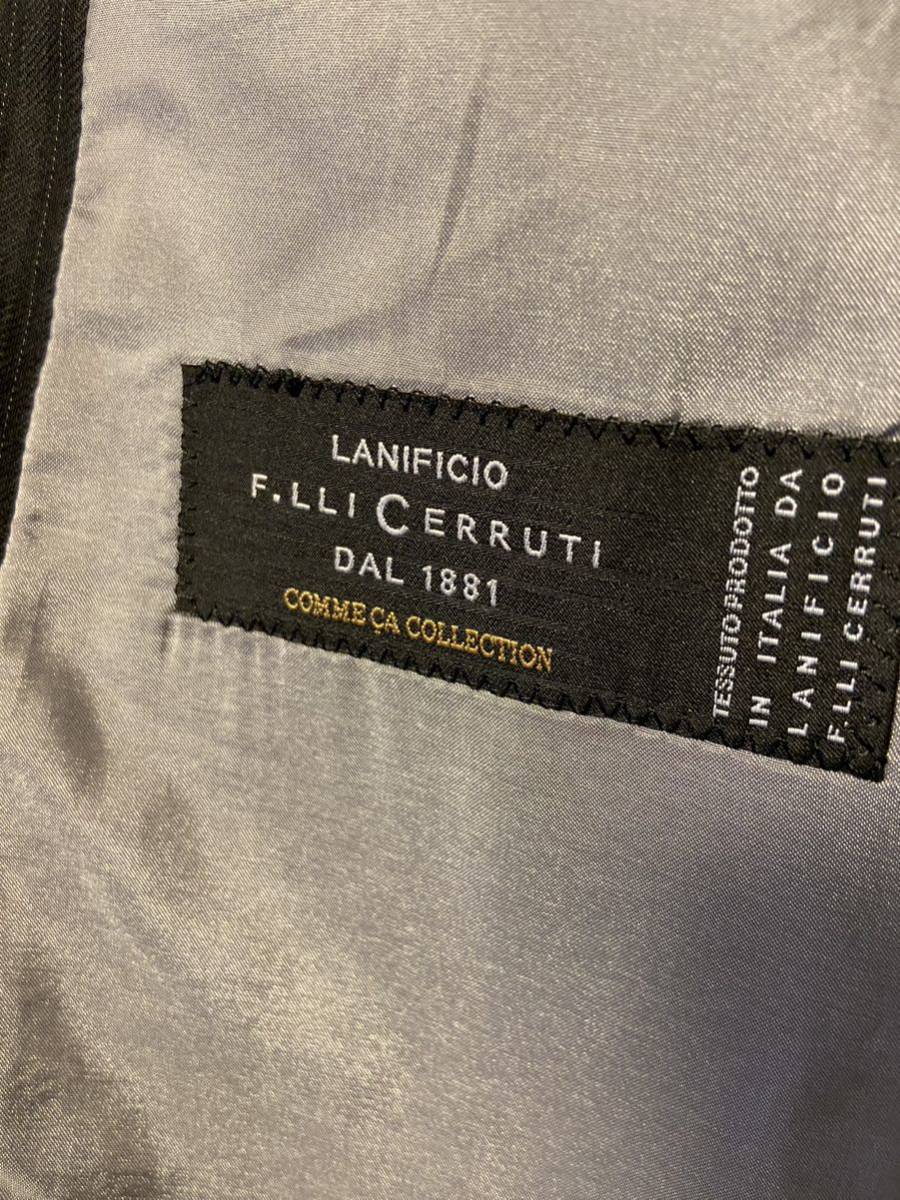 LANIFICIO
F.LLI CERRUTI
DAL 1881
COMME ÇA COLLECTION
TESSUTO PRODOTTO
IN ITALIA DA
LANIFICIO
F.LLI CERRUTI